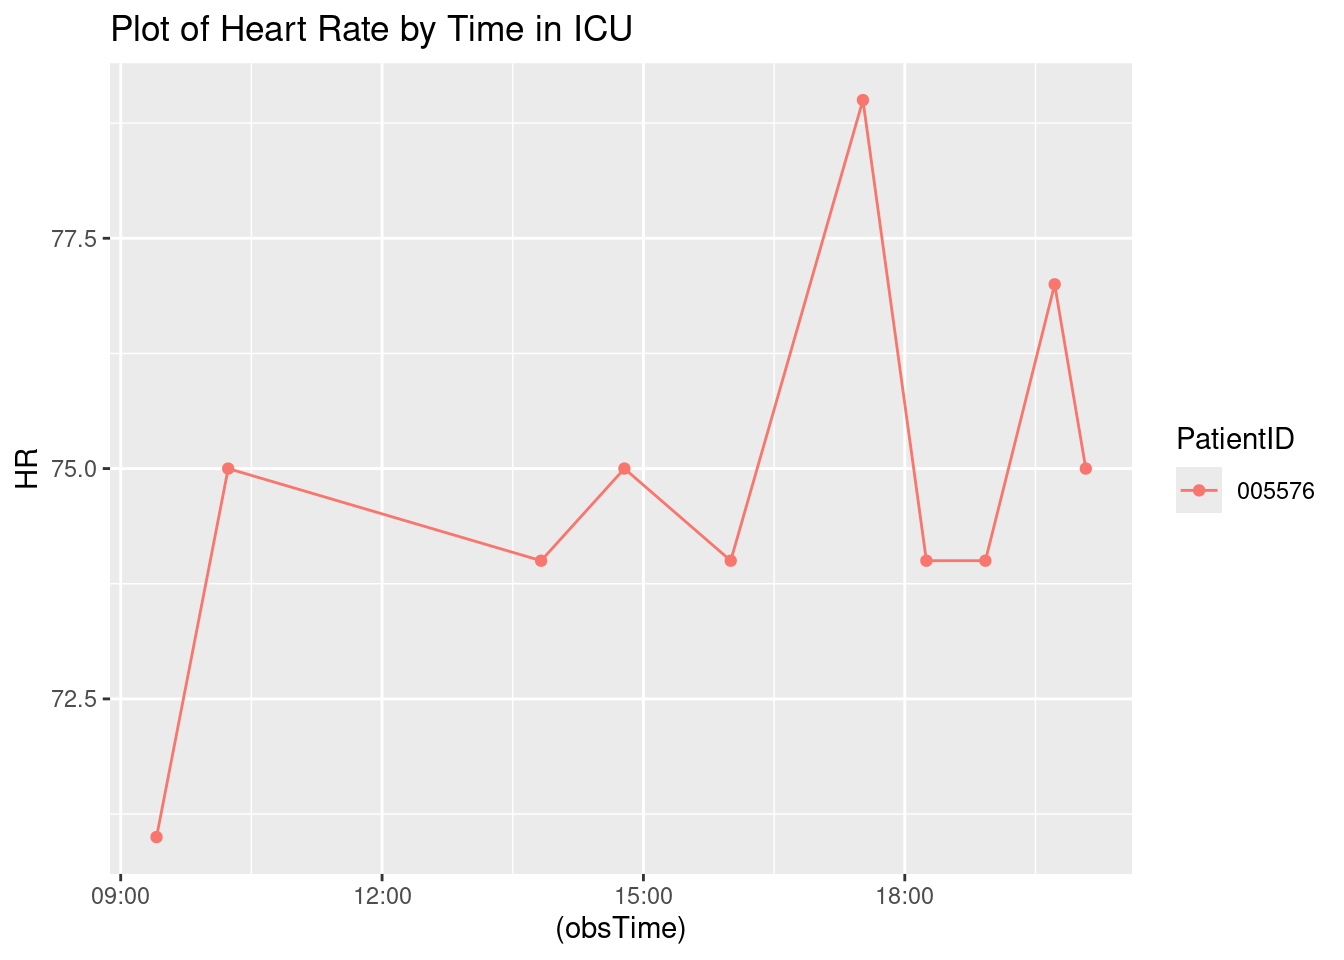 Plot of Heart Rate by Time in ICU
HR
77.5
75.0
72.5
09:00 12:00 15:00 18:00
(obsTime)
PatientID
005576